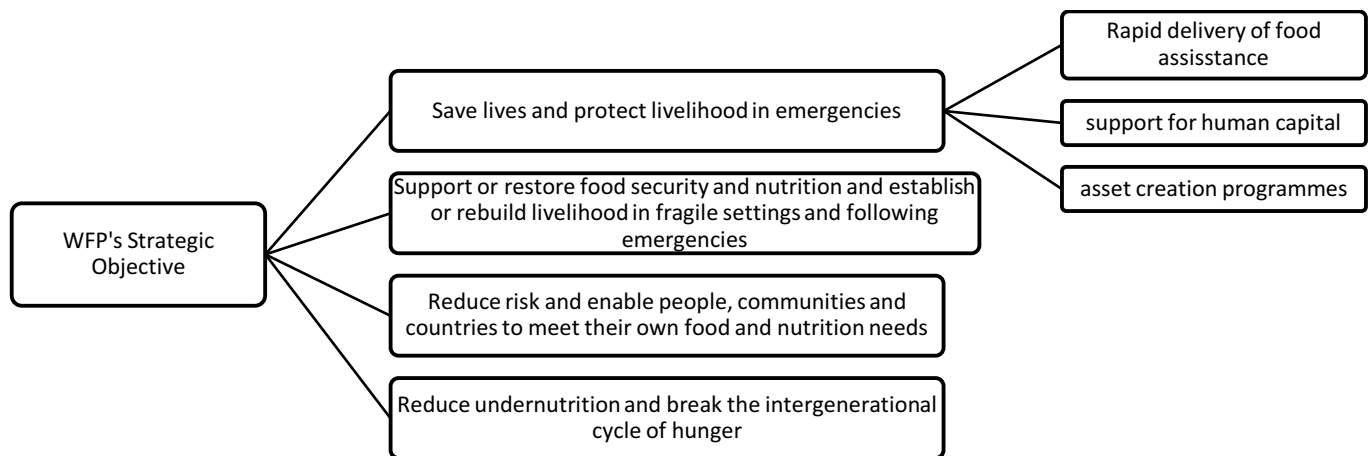 WFP's Strategic
Objective
Save lives and protect livelihood in emergencies
Support or restore food security and nutrition and establish
or rebuild livelihood in fragile settings and following
emergencies
Reduce risk and enable people, communities and
countries to meet their own food and nutrition needs
Reduce undernutrition and break the intergenerational
cycle of hunger
Rapid delivery of food
assisstance
support for human capital
asset creation programmes